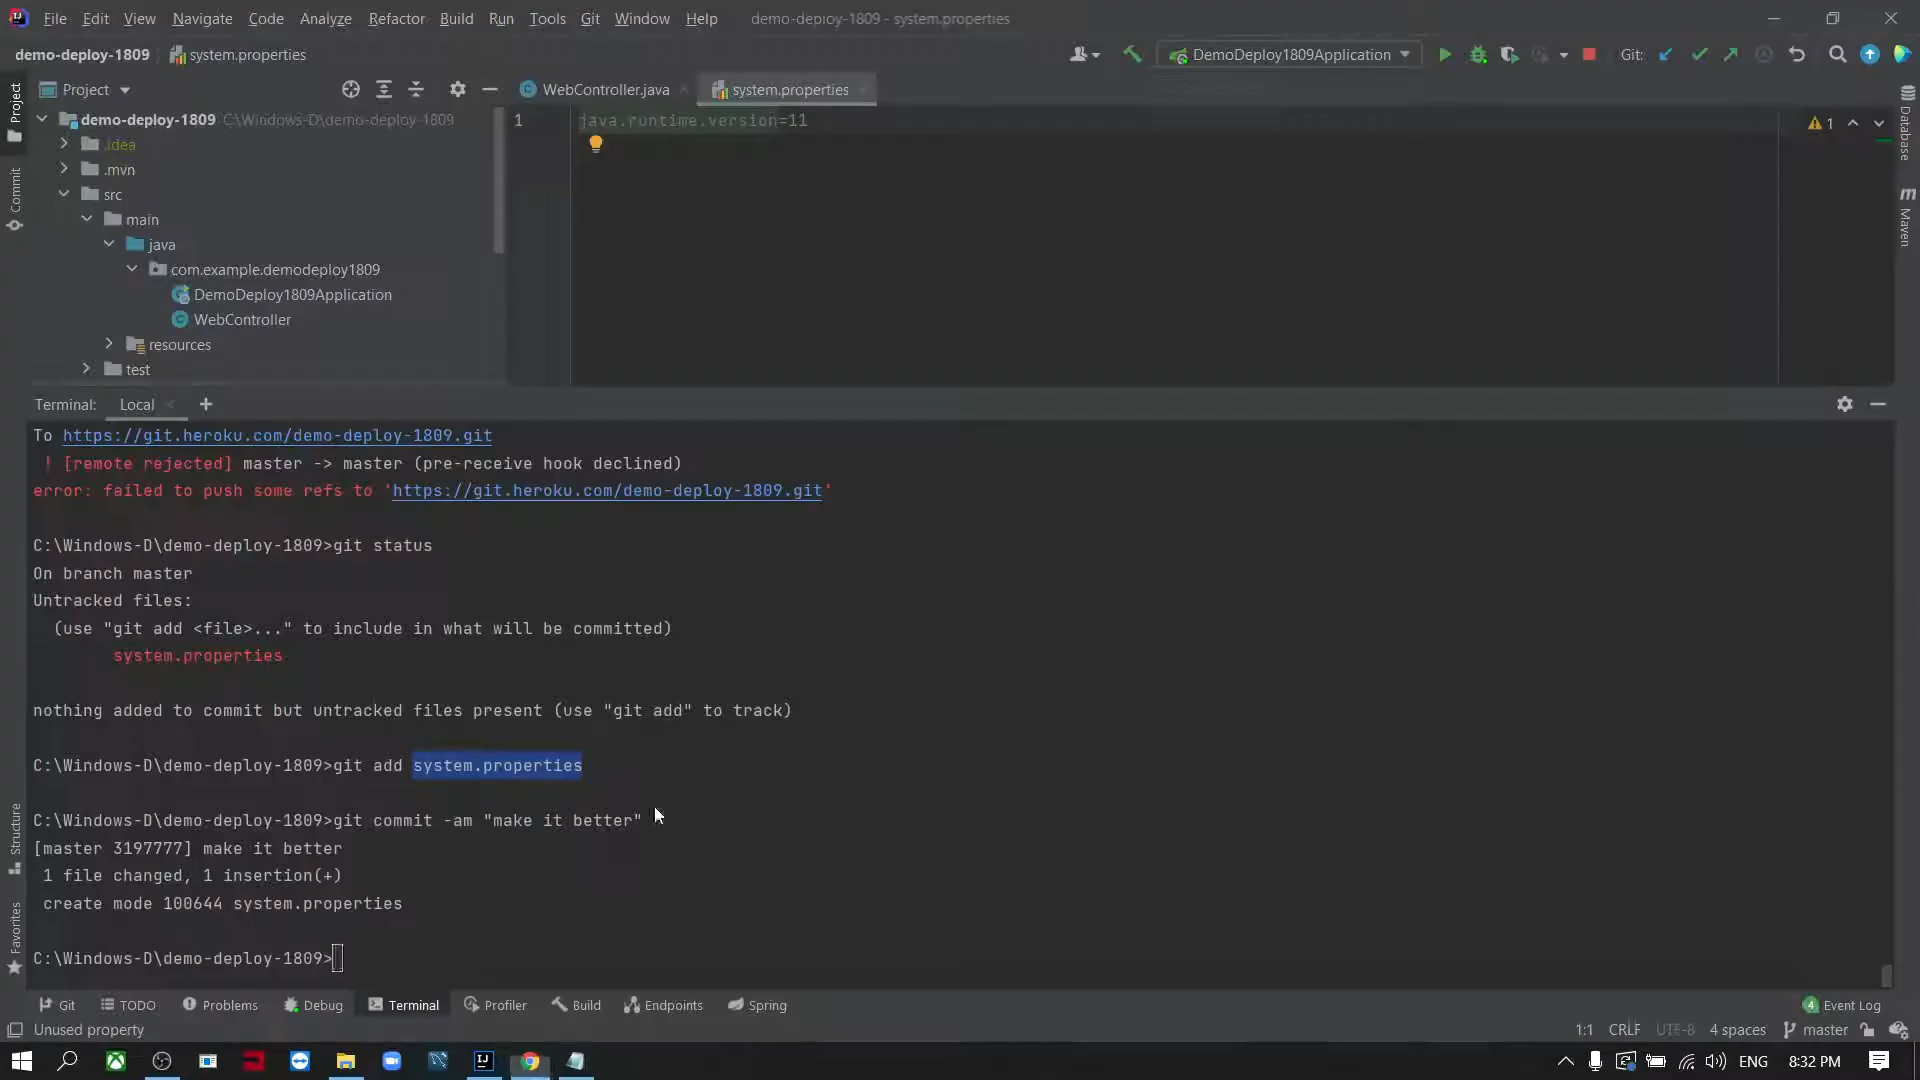 File Edit View Navigate Code Analyze Refactor Build Run Tools Git Window Help demo-deploy-1809 - system.properties
demo-deploy-1809 system.properties DemoDeploy1809Application Git:
Project WebController.java system.properties
demo-deploy-1809 C:\Windows-D\demo-deploy-1809
.idea
.mvn
src
main
java
com.example.demodeploy1809
DemoDeploy1809Application
WebController
resources
test
1 java.runtime.version=11
1
Project
Commit
Structure
Favorites
Database
m Maven
Terminal: Local +
To https://git.heroku.com/demo-deploy-1809.git
! [remote rejected] master -> master (pre-receive hook declined)
error: failed to push some refs to 'https://git.heroku.com/demo-deploy-1809.git'
C:\Windows-D\demo-deploy-1809>git status
On branch master
Untracked files:
(use "git add <file>..." to include in what will be committed)
system.properties
nothing added to commit but untracked files present (use "git add" to track)
C:\Windows-D\demo-deploy-1809>git add system.properties
C:\Windows-D\demo-deploy-1809>git commit -am "make it better"
[master 3197777] make it better
1 file changed, 1 insertion(+)
create mode 100644 system.properties
C:\Windows-D\demo-deploy-1809>
Git TODO Problems Debug Terminal Profiler Build Endpoints Spring 4 Event Log
Unused property 1:1 CRLF UTF-8 4 spaces master
ENG 8:32 PM